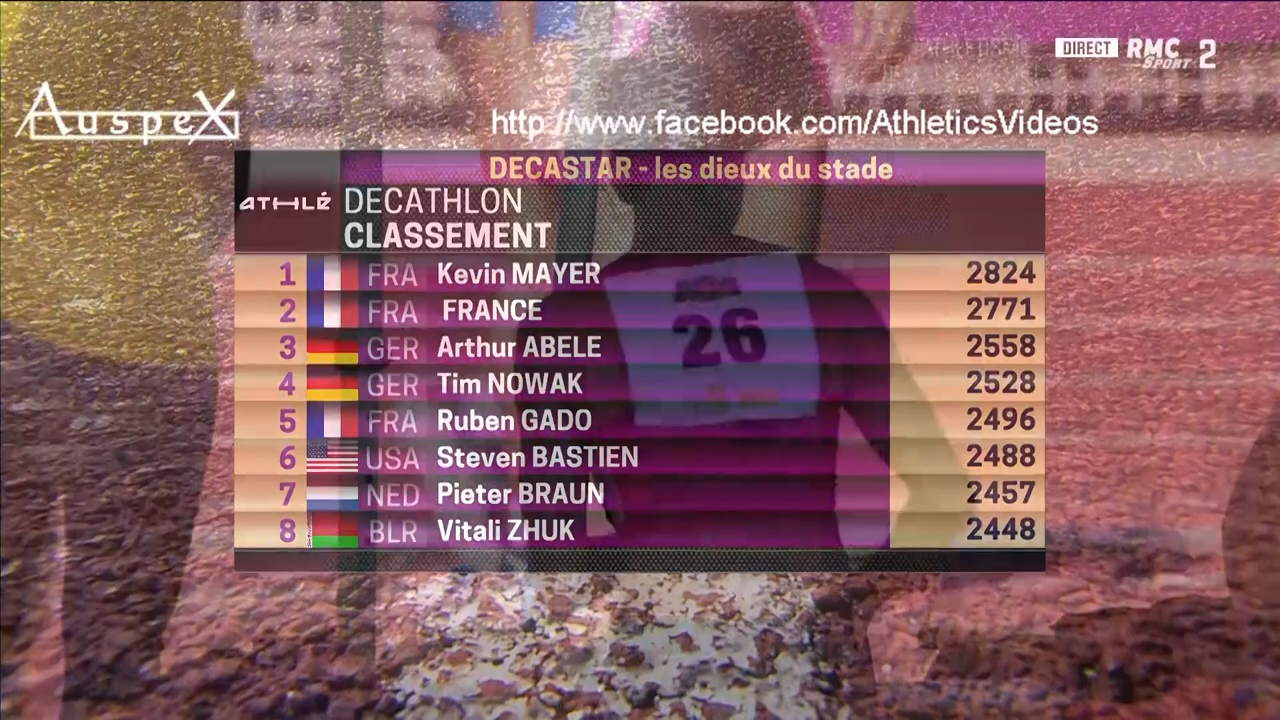 DIRECT RMC SPORT 2
AuspeX
http://www.facebook.com/AthleticsVideos
DECASTAR - les dieux du stade
ATHLÉ DECATHLON
CLASSEMENT
1 FRA Kevin MAYER 2824
2 FRA FRANCE 2771
3 GER Arthur ABELE 2558
4 GER Tim NOWAK 2528
5 FRA Ruben GADO 2496
6 USA Steven BASTIEN 2488
7 NED Pieter BRAUN 2457
8 BLR Vitali ZHUK 2448
26